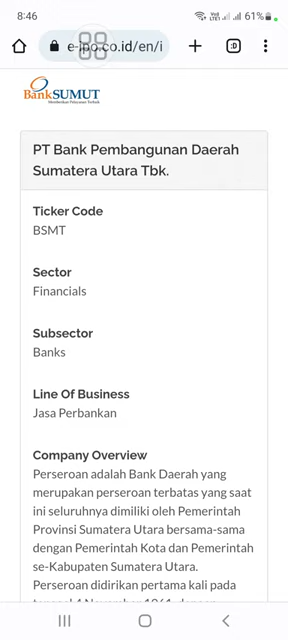 8:46
61%
e-ipo.co.id/en/i
:D
BankSUMUT
Memberikan Pelayanan Terbaik
PT Bank Pembangunan Daerah
Sumatera Utara Tbk.
Ticker Code
BSMT
Sector
Financials
Subsector
Banks
Line Of Business
Jasa Perbankan
Company Overview
Perseroan adalah Bank Daerah yang
merupakan perseroan terbatas yang saat
ini seluruhnya dimiliki oleh Pemerintah
Provinsi Sumatera Utara bersama-sama
dengan Pemerintah Kota dan Pemerintah
se-Kabupaten Sumatera Utara.
Perseroan didirikan pertama kali pada